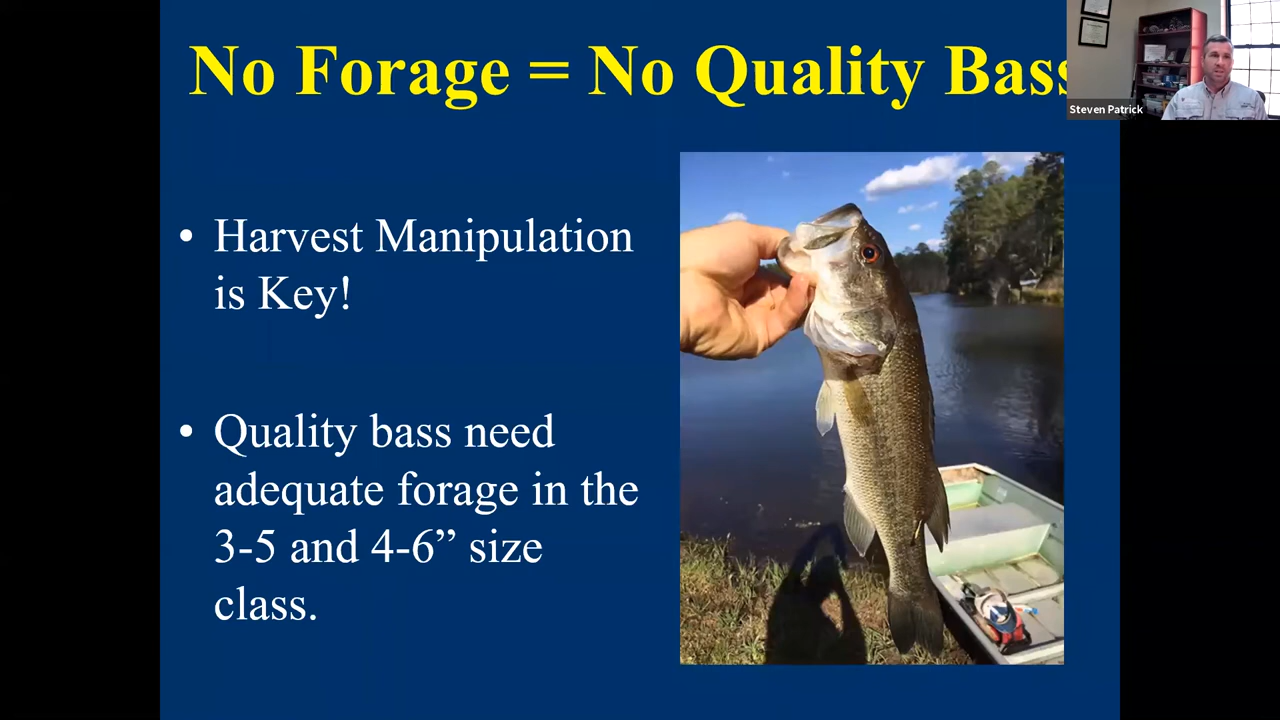 No Forage = No Quality Bass
Steven Patrick
• Harvest Manipulation
is Key!
• Quality bass need
adequate forage in the
3-5 and 4-6” size
class.